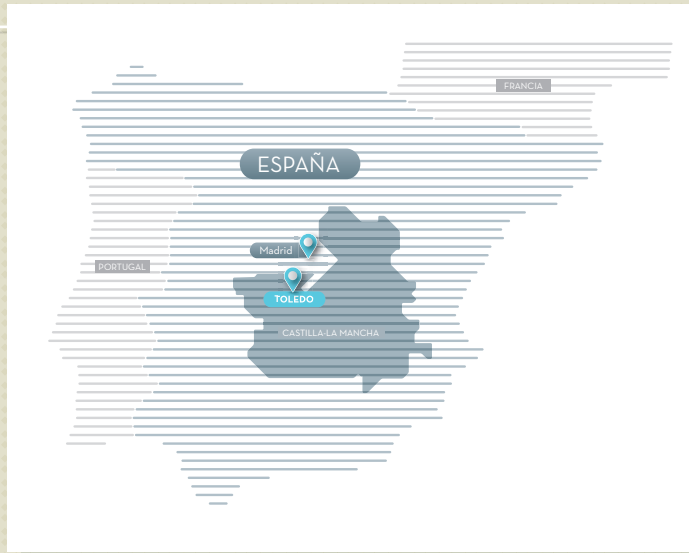 FRANCIA
ESPAÑA
Madrid
PORTUGAL
TOLEDO
CASTILLA-LA MANCHA